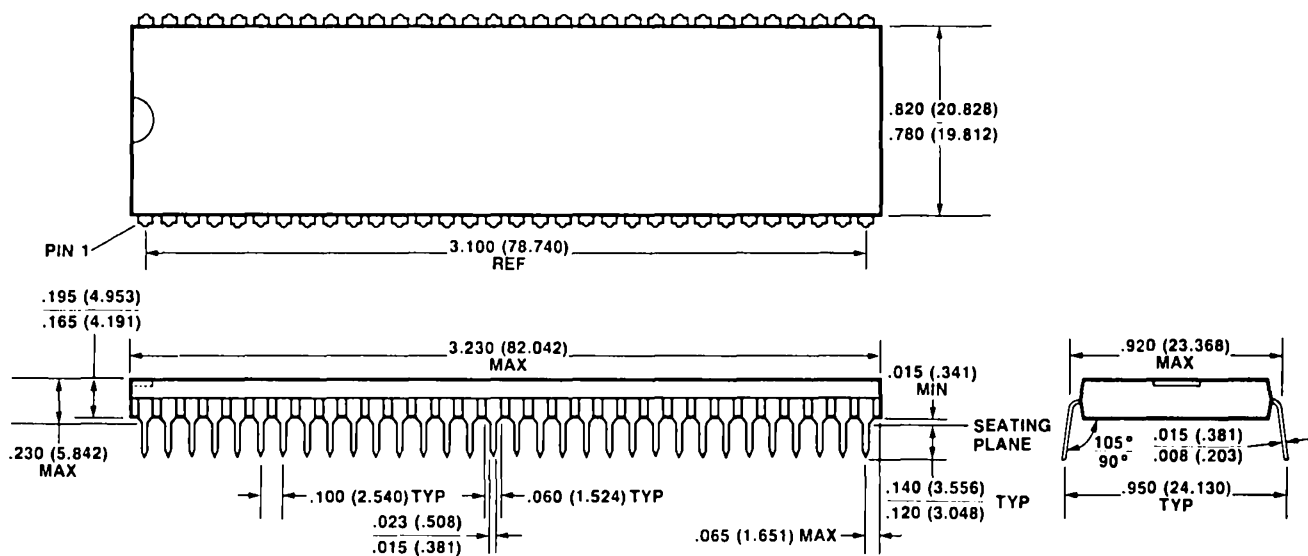 .820 (20.828)
.780 (19.812)
PIN 1
3.100 (78.740)
REF
.195 (4.953)
.165 (4.191)
3.230 (82.042)
MAX
.015 (.341)
MIN
.920 (23.368)
MAX
SEATING
PLANE
.230 (5.842)
MAX
105°
90°
.015 (.381)
.008 (.203)
.100 (2.540) TYP
.060 (1.524) TYP
.140 (3.556)
.120 (3.048)
TYP
.950 (24.130)
TYP
.023 (.508)
.015 (.381)
.065 (1.651) MAX